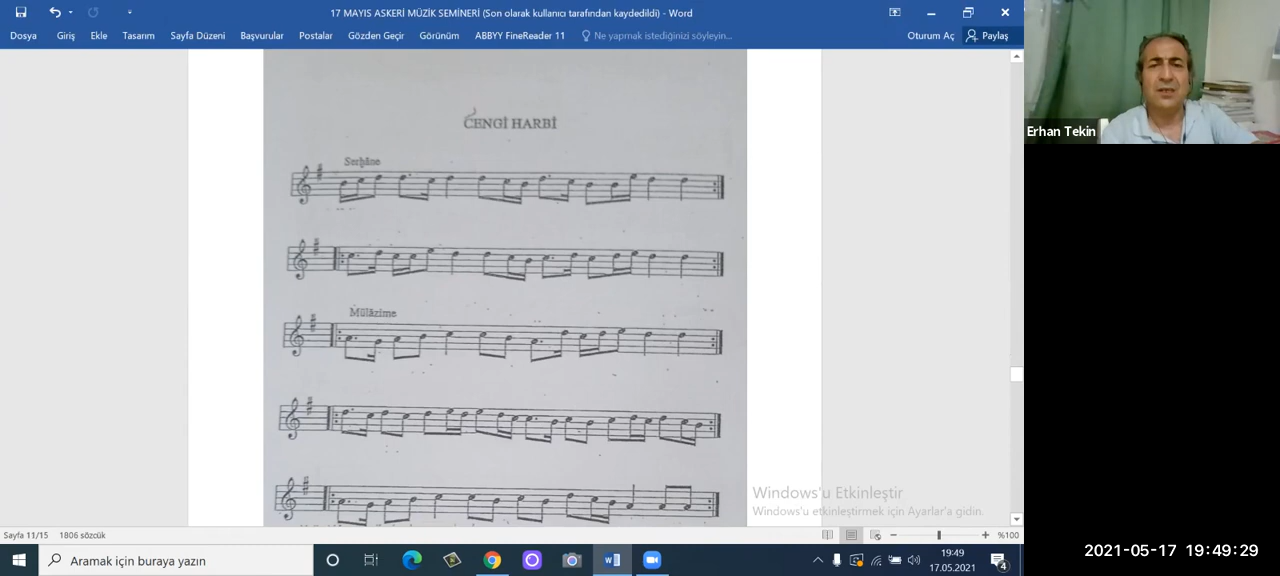 17 MAYIS ASKERİ MÜZİK SEMİNERİ (Son olarak kullanıcı tarafından kaydedildi) - Word
Dosya Giriş Ekle Tasarım Sayfa Düzeni Başvurular Postalar Gözden Geçir Görünüm ABBYY FineReader 11 Ne yapmak istediğinizi söyleyin... Oturum Aç Paylaş
CENGİ HARBİ
Serhâne
Mülâzime
Erhan Tekin
Windows'u Etkinleştir
Windows'u etkinleştirmek için Ayarlar'a gidin.
Sayfa 11/15 1806 sözcük %100
Aramak için buraya yazın
19:49
17.05.2021
4
2021-05-17 19:49:29